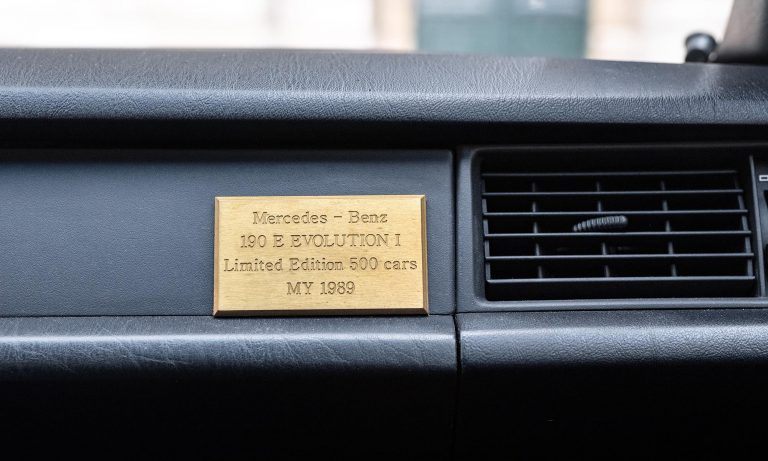 Mercedes - Benz
190 E EVOLUTION I
Limited Edition 500 cars
MY 1989